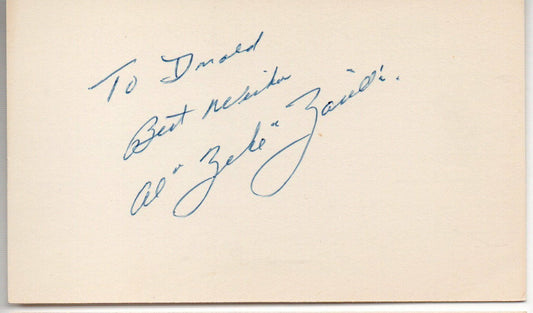 To Donald
Best Wishes
Al "Zeke" Zarilla.